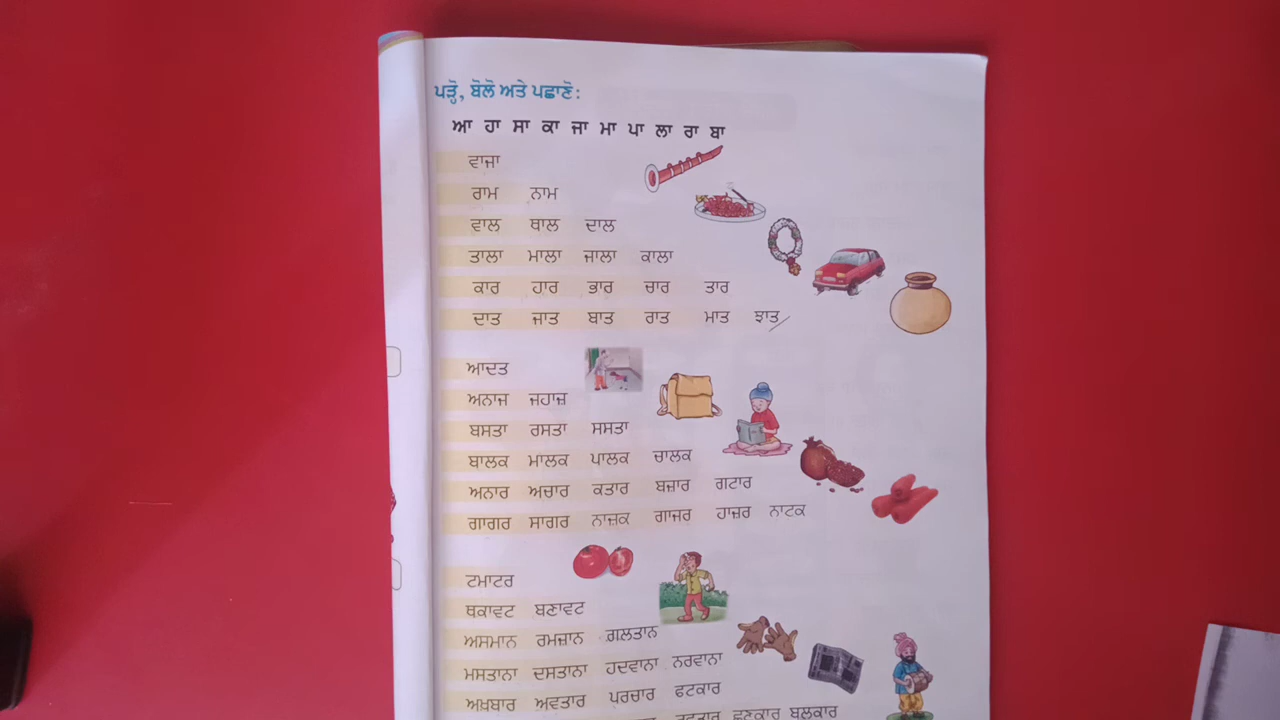 ਪੜ੍ਹੋ, ਬੋਲੋ ਅਤੇ ਪਛਾਣੋ:
ਆ ਹਾ ਸਾ ਕਾ ਜਾ ਮਾ ਪਾ ਲਾ ਰਾ ਬਾ
ਵਾਜਾ
ਰਾਮ ਨਾਮ
ਵਾਲ ਥਾਲ ਦਾਲ
ਤਾਲਾ ਮਾਲਾ ਜਾਲਾ ਕਾਲਾ
ਕਾਰ ਹਾਰ ਭਾਰ ਚਾਰ ਤਾਰ
ਦਾਤ ਜਾਤ ਬਾਤ ਰਾਤ ਮਾਤ ਝਾਤ
ਆਦਤ
ਅਨਾਜ ਜਹਾਜ਼
ਬਸਤਾ ਰਸਤਾ ਸਸਤਾ
ਬਾਲਕ ਮਾਲਕ ਪਾਲਕ ਚਾਲਕ
ਅਨਾਰ ਅਚਾਰ ਕਤਾਰ ਬਜ਼ਾਰ ਗਟਾਰ
ਗਾਗਰ ਸਾਗਰ ਨਾਜ਼ਕ ਗਾਜਰ ਹਾਜ਼ਰ ਨਾਟਕ
ਟਮਾਟਰ
ਥਕਾਵਟ ਬਣਾਵਟ
ਅਸਮਾਨ ਰਮਜ਼ਾਨ ਗਲਤਾਨ
ਮਸਤਾਨਾ ਦਸਤਾਨਾ ਹਦਵਾਨਾ ਨਰਵਾਨਾ
ਅਖ਼ਬਾਰ ਅਵਤਾਰ ਪਰਚਾਰ ਫਟਕਾਰ
ਛਣਕਾਰ ਬਲਕਾਰ